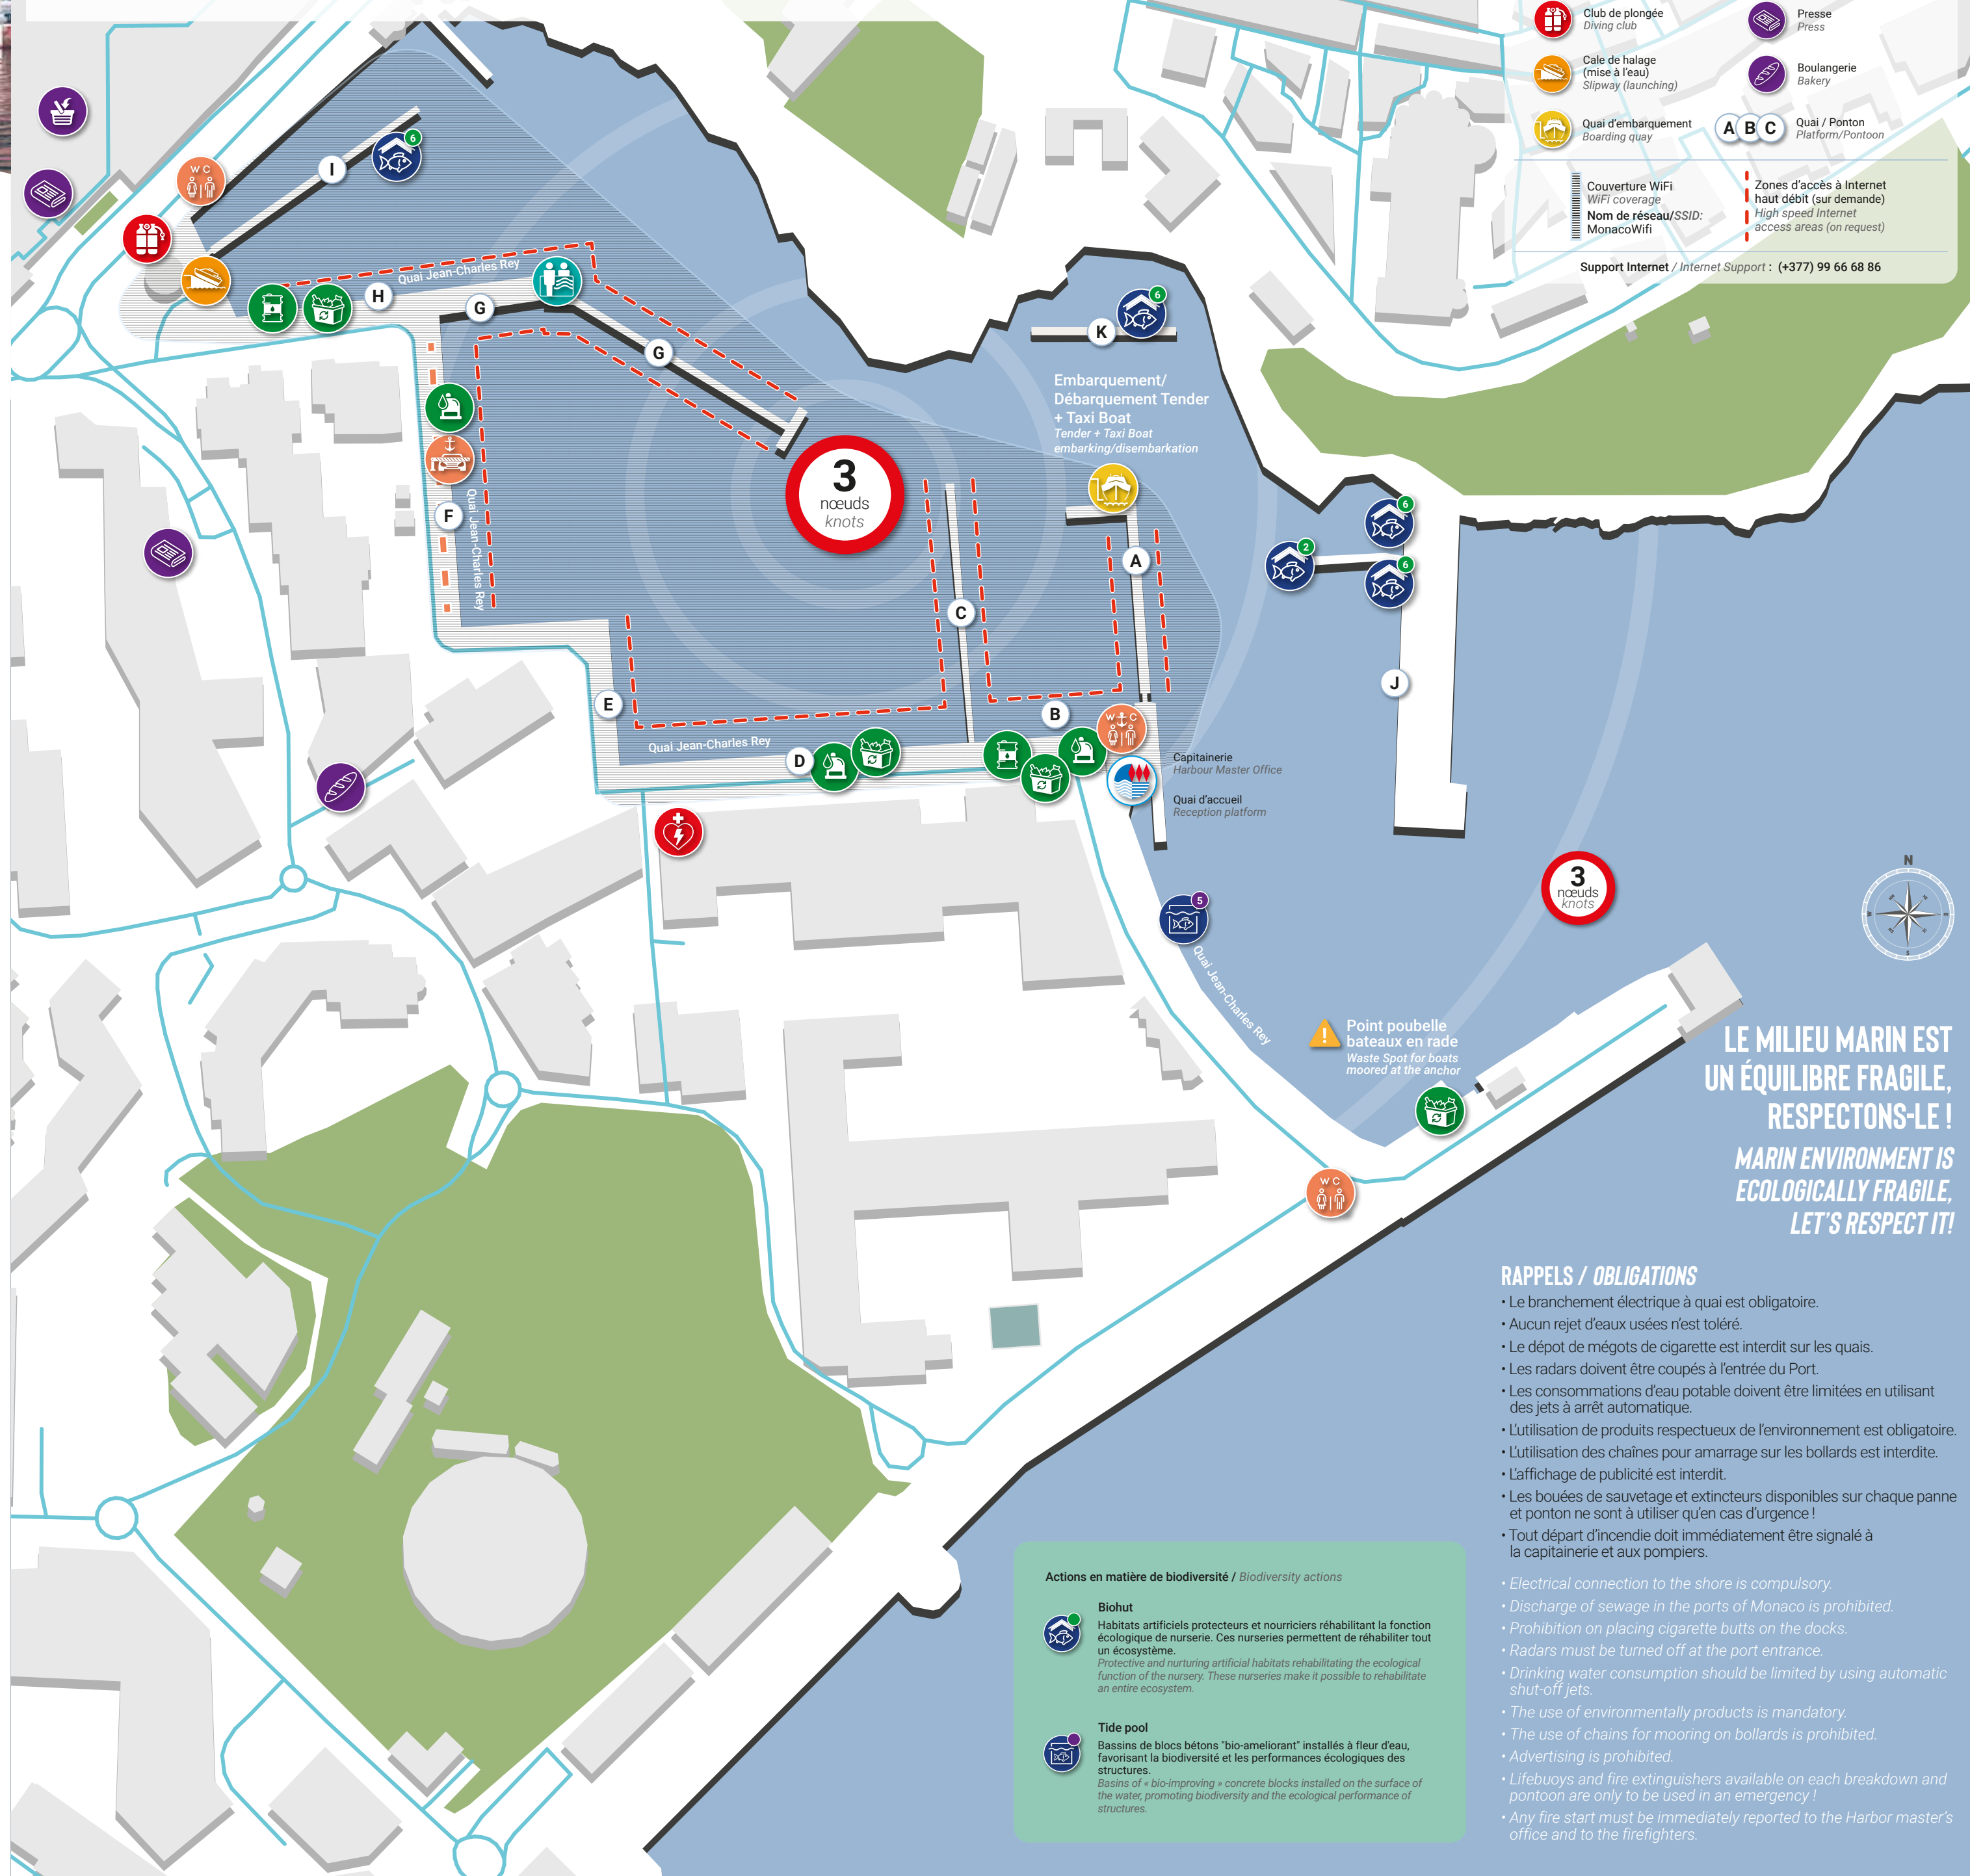 Club de plongée
Diving club
Presse
Press
Cale de halage
(mise à l'eau)
Slipway (launching)
Boulangerie
Bakery
Quai d'embarquement
Boarding quay
A B C
Quai / Ponton
Platform/Pontoon
Couverture WiFi
WiFi coverage
Nom de réseau/SSID:
MonacoWifi
Zones d'accès à Internet
haut débit (sur demande)
High speed Internet
access areas (on request)
Support Internet / Internet Support : (+377) 99 66 68 86
6
I
W C
Quai Jean-Charles Rey
H
G
G
6
K
Embarquement/
Débarquement Tender
+ Taxi Boat
Tender + Taxi Boat
embarking/disembarkation
3
nœuds
knots
F
Quai Jean-Charles Rey
A
C
6
2
6
J
E
B
W C
Quai Jean-Charles Rey
D
Capitainerie
Harbour Master Office
Quai d'accueil
Reception platform
3
nœuds
knots
N
5
Quai Jean-Charles Rey
Point poubelle
bateaux en rade
Waste Spot for boats
moored at the anchor
W C
LE MILIEU MARIN EST
UN ÉQUILIBRE FRAGILE,
RESPECTONS-LE !
MARIN ENVIRONMENT IS
ECOLOGICALLY FRAGILE,
LET'S RESPECT IT!
RAPPELS / OBLIGATIONS
• Le branchement électrique à quai est obligatoire.
• Aucun rejet d'eaux usées n'est toléré.
• Le dépot de mégots de cigarette est interdit sur les quais.
• Les radars doivent être coupés à l'entrée du Port.
• Les consommations d'eau potable doivent être limitées en utilisant
des jets à arrêt automatique.
• L'utilisation de produits respectueux de l'environnement est obligatoire.
• L'utilisation des chaînes pour amarrage sur les bollards est interdite.
• L'affichage de publicité est interdit.
• Les bouées de sauvetage et extincteurs disponibles sur chaque panne
et ponton ne sont à utiliser qu'en cas d'urgence !
• Tout départ d'incendie doit immédiatement être signalé à
la capitainerie et aux pompiers.
• Electrical connection to the shore is compulsory.
• Discharge of sewage in the ports of Monaco is prohibited.
• Prohibition on placing cigarette butts on the docks.
• Radars must be turned off at the port entrance.
• Drinking water consumption should be limited by using automatic
shut-off jets.
• The use of environmentally products is mandatory.
• The use of chains for mooring on bollards is prohibited.
• Advertising is prohibited.
• Lifebuoys and fire extinguishers available on each breakdown and
pontoon are only to be used in an emergency !
• Any fire start must be immediately reported to the Harbor master's
office and to the firefighters.
Actions en matière de biodiversité / Biodiversity actions
Biohut
Habitats artificiels protecteurs et nourriciers réhabilitant la fonction
écologique de nurserie. Ces nurseries permettent de réhabiliter tout
un écosystème.
Protective and nurturing artificial habitats rehabilitating the ecological
function of the nursery. These nurseries make it possible to rehabilitate
an entire ecosystem.
Tide pool
Bassins de blocs bétons "bio-ameliorant" installés à fleur d'eau,
favorisant la biodiversité et les performances écologiques des
structures.
Basins of « bio-improving » concrete blocks installed on the surface of
the water, promoting biodiversity and the ecological performance of
structures.